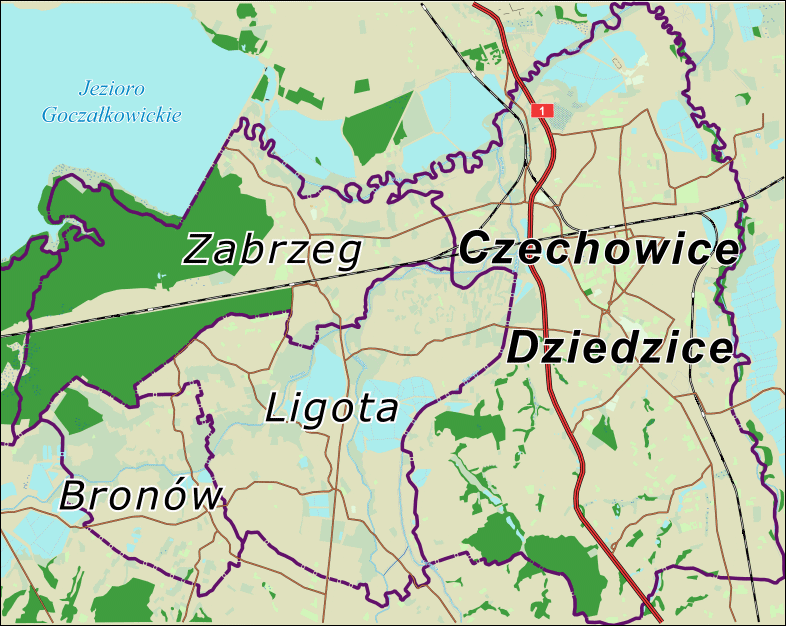 Jezioro
Goczałkowickie
1
Zabrzeg
Czechowice
Dziedzice
Ligota
Bronów